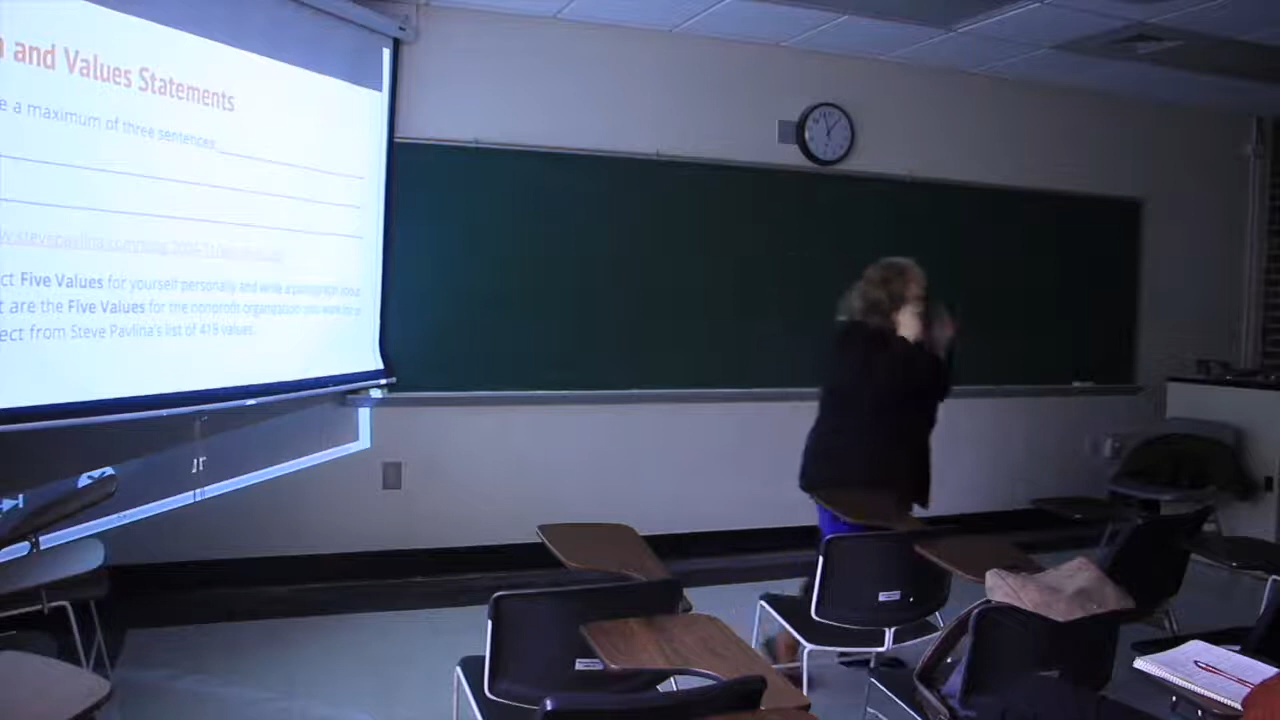 and Values Statements
e a maximum of three sentences:
ct Five Values for yourself personally and write a paragraph about
t are the Five Values for the nonprofit organization
ect from Steve Pavlina's list of 418 values.